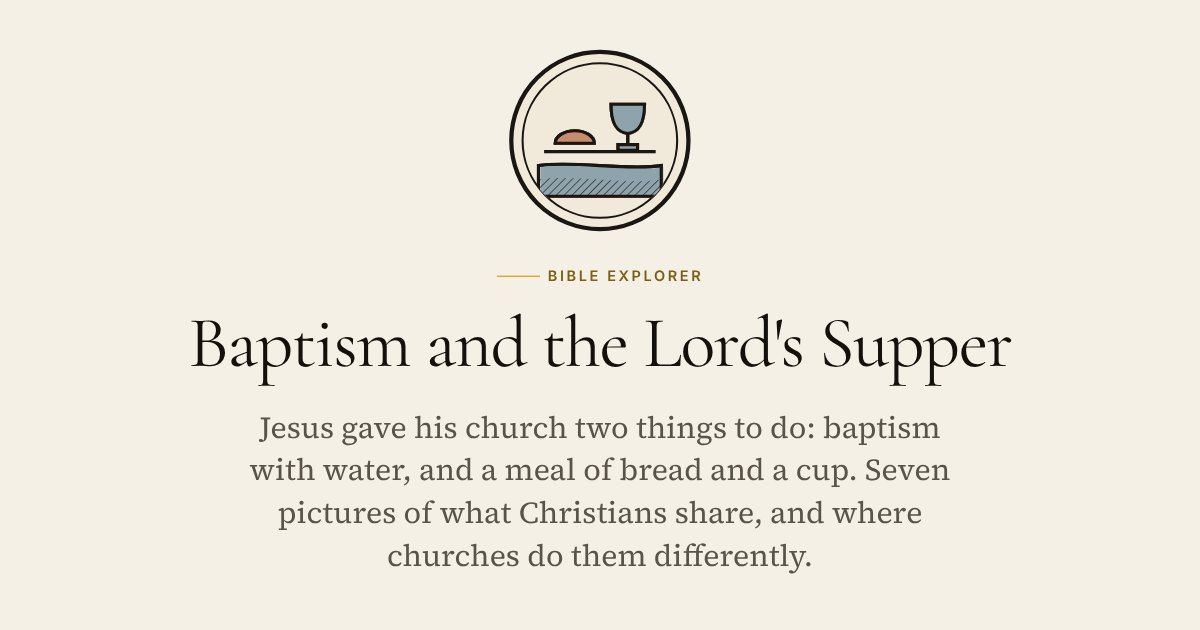 BIBLE EXPLORER
Baptism and the Lord's Supper
Jesus gave his church two things to do: baptism
with water, and a meal of bread and a cup. Seven
pictures of what Christians share, and where
churches do them differently.